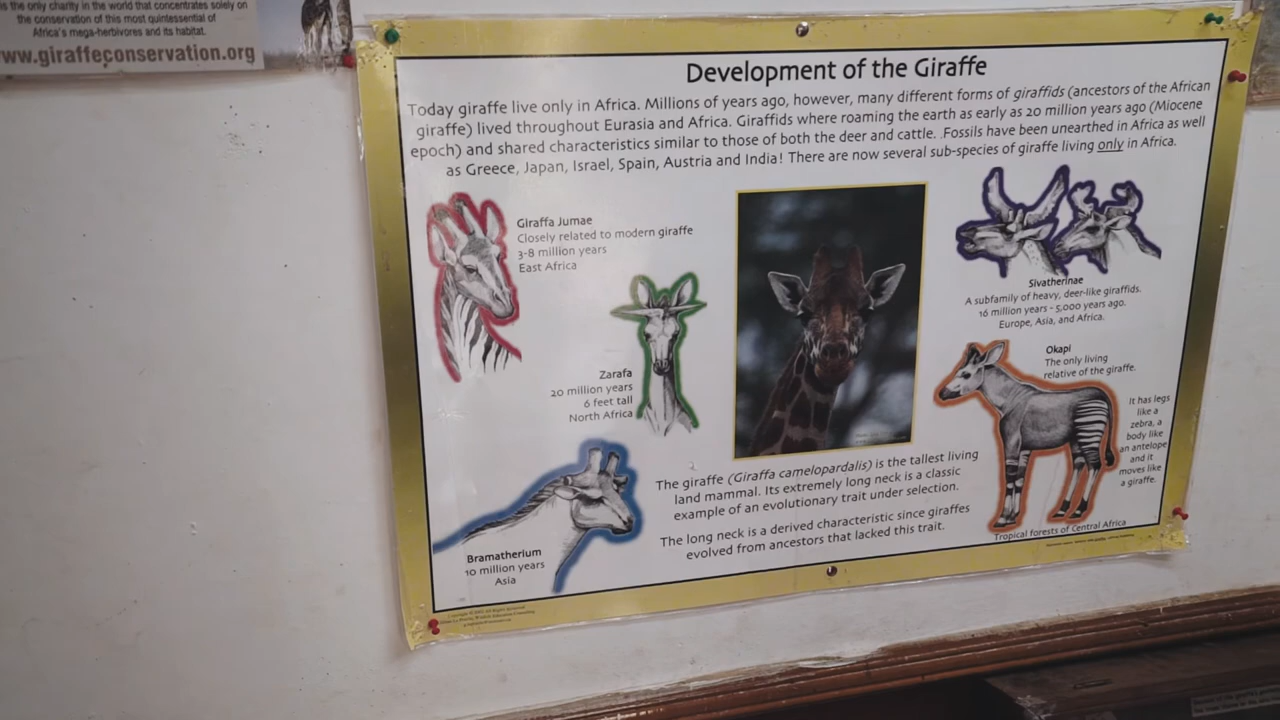 is the only charity in the world that concentrates solely on
the conservation of this most quintessential of
Africa's mega-herbivores and its habitat.
www.giraffeconservation.org
Development of the Giraffe
Today giraffe live only in Africa. Millions of years ago, however, many different forms of giraffids (ancestors of the African
giraffe) lived throughout Eurasia and Africa. Giraffids where roaming the earth as early as 20 million years ago (Miocene
epoch) and shared characteristics similar to those of both the deer and cattle. Fossils have been unearthed in Africa as well
as Greece, Japan, Israel, Spain, Austria and India! There are now several sub-species of giraffe living only in Africa.
Giraffa Jumae
Closely related to modern giraffe
3-8 million years
East Africa
Zarafa
20 million years
6 feet tall
North Africa
Bramatherium
10 million years
Asia
The giraffe (Giraffa camelopardalis) is the tallest living
land mammal. Its extremely long neck is a classic
example of an evolutionary trait under selection.
The long neck is a derived characteristic since giraffes
evolved from ancestors that lacked this trait.
Sivatherinae
A subfamily of heavy, deer-like giraffids.
16 million years - 5,000 years ago.
Europe, Asia, and Africa.
Okapi
The only living
relative of the giraffe.
It has legs
like a
zebra, a
body like
an antelope
and it
moves like
a giraffe.
Tropical forests of Central Africa